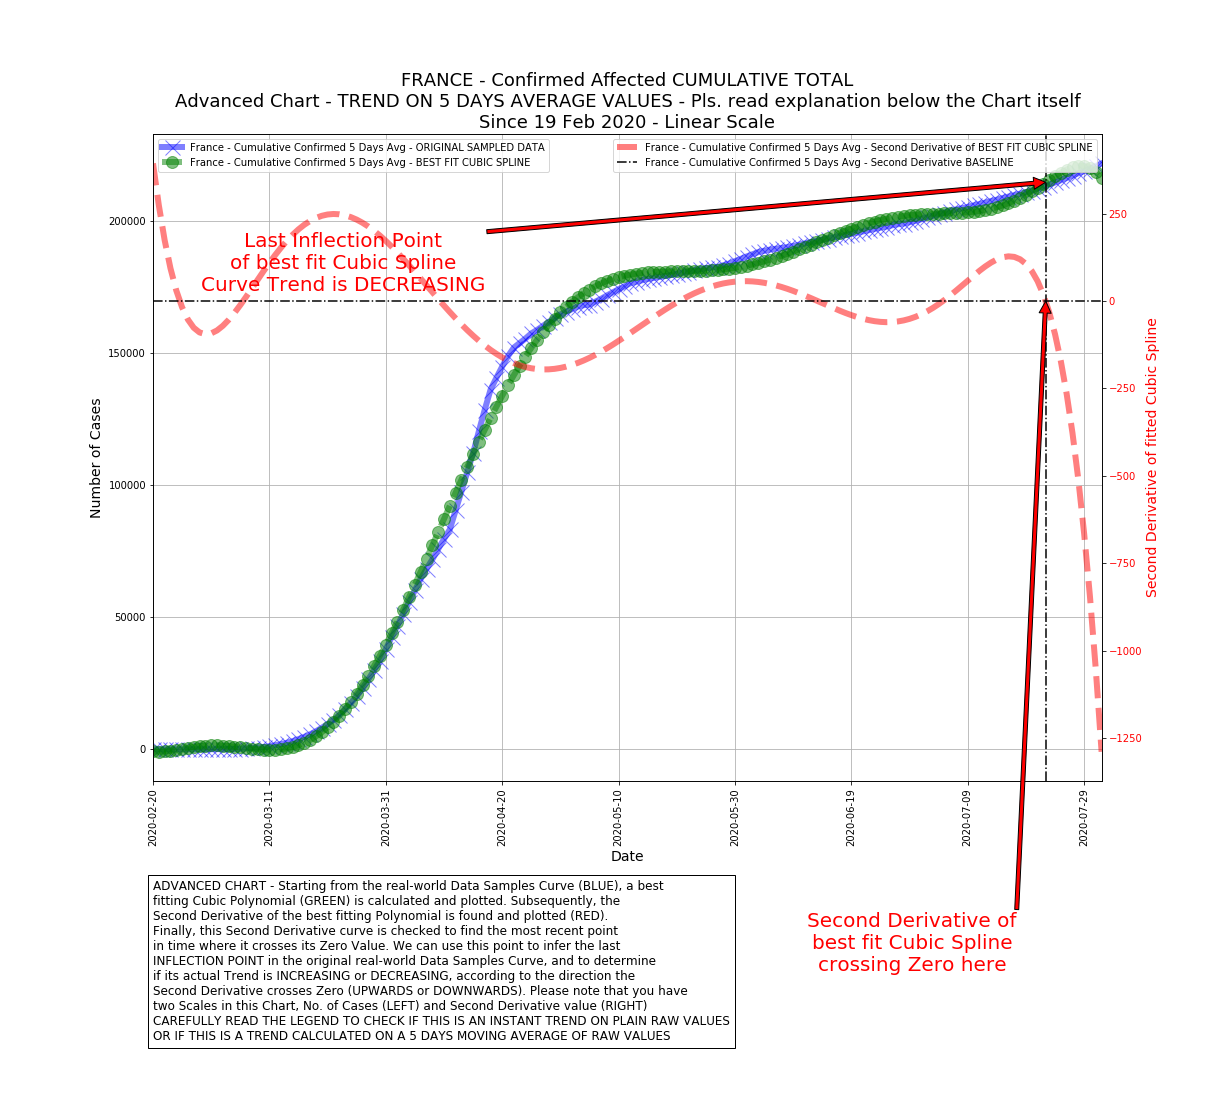 FRANCE - Confirmed Affected CUMULATIVE TOTAL
Advanced Chart - TREND ON 5 DAYS AVERAGE VALUES - Pls. read explanation below the Chart itself
Since 19 Feb 2020 - Linear Scale
France - Cumulative Confirmed 5 Days Avg - ORIGINAL SAMPLED DATA
France - Cumulative Confirmed 5 Days Avg - BEST FIT CUBIC SPLINE
France - Cumulative Confirmed 5 Days Avg - Second Derivative of BEST FIT CUBIC SPLINE
France - Cumulative Confirmed 5 Days Avg - Second Derivative BASELINE
Last Inflection Point
of best fit Cubic Spline
Curve Trend is DECREASING
Number of Cases
200000
150000
100000
50000
0
250
0
−250
−500
−750
−1000
−1250
Second Derivative of fitted Cubic Spline
2020-02-20
2020-03-11
2020-03-31
2020-04-20
2020-05-10
2020-05-30
2020-06-19
2020-07-09
2020-07-29
Date
Second Derivative of
best fit Cubic Spline
crossing Zero here
ADVANCED CHART - Starting from the real-world Data Samples Curve (BLUE), a best
fitting Cubic Polynomial (GREEN) is calculated and plotted. Subsequently, the
Second Derivative of the best fitting Polynomial is found and plotted (RED).
Finally, this Second Derivative curve is checked to find the most recent point
in time where it crosses its Zero Value. We can use this point to infer the last
INFLECTION POINT in the original real-world Data Samples Curve, and to determine
if its actual Trend is INCREASING or DECREASING, according to the direction the
Second Derivative crosses Zero (UPWARDS or DOWNWARDS). Please note that you have
two Scales in this Chart, No. of Cases (LEFT) and Second Derivative value (RIGHT)
CAREFULLY READ THE LEGEND TO CHECK IF THIS IS AN INSTANT TREND ON PLAIN RAW VALUES
OR IF THIS IS A TREND CALCULATED ON A 5 DAYS MOVING AVERAGE OF RAW VALUES